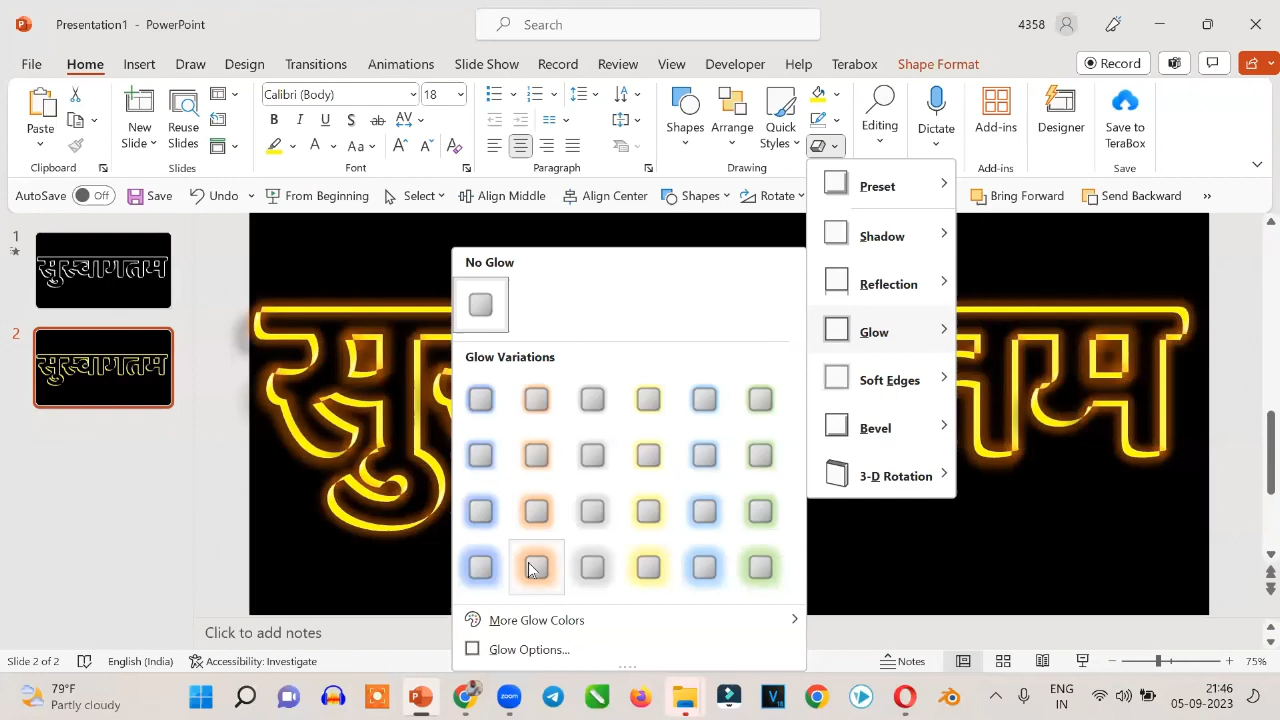 Presentation1 - PowerPoint
Search
4358
File Home Insert Draw Design Transitions Animations Slide Show Record Review View Developer Help Terabox Shape Format
Record
Paste
New Slide
Reuse Slides
Calibri (Body) 18
Shapes Arrange Quick Styles
Editing
Dictate
Add-ins
Designer
Save to TeraBox
Clipboard Slides Font Paragraph Drawing Add-ins Save
AutoSave Off Save Undo From Beginning Select Align Middle Align Center Shapes Rotate Bring Forward Send Backward
Preset
Shadow
Reflection
Glow
Soft Edges
Bevel
3-D Rotation
No Glow
Glow Variations
More Glow Colors
Glow Options...
1
सुस्वागतम
2
सुस्वागतम
Click to add notes
Slide 2 of 2 English (India) Accessibility: Investigate Notes 75%
79°F
Partly cloudy
zoom
ENG
IN
21:46
05-09-2023